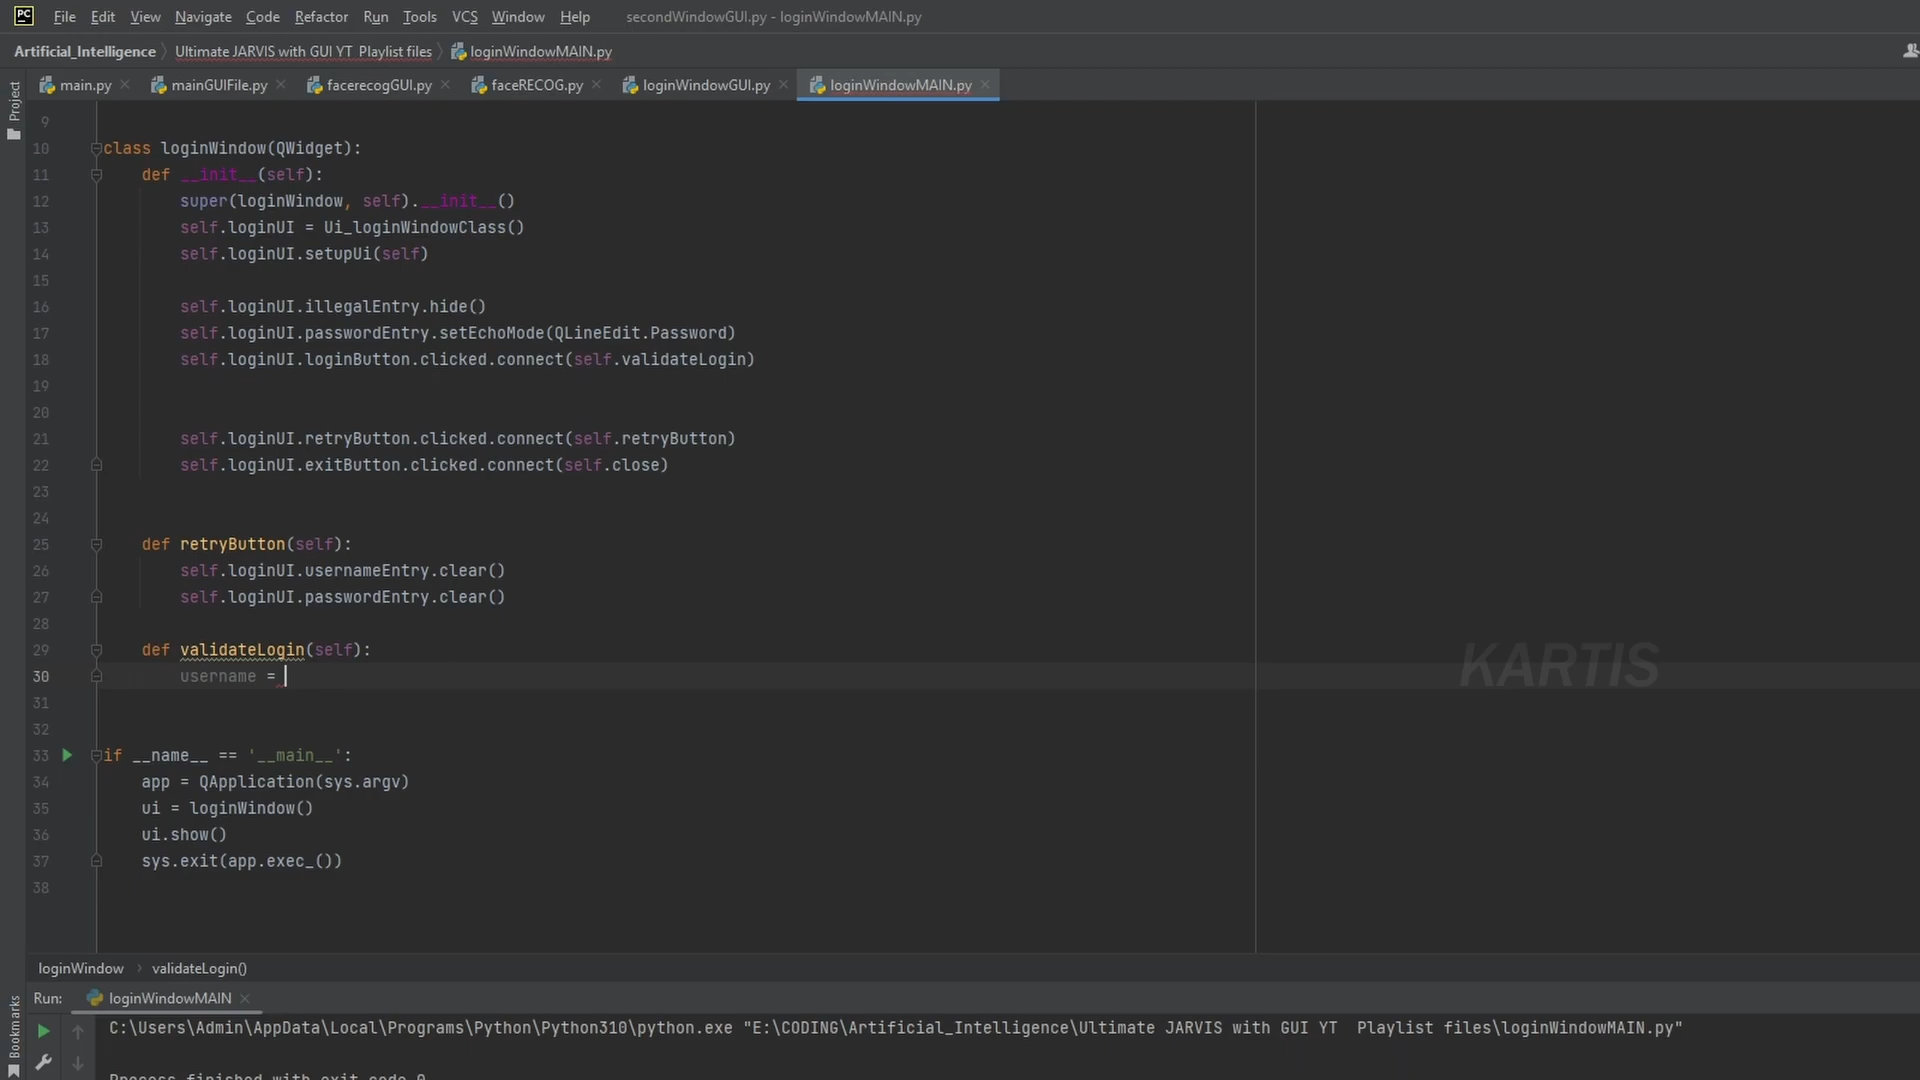 PC File Edit View Navigate Code Refactor Run Tools VCS Window Help secondWindowGUI.py - loginWindowMAIN.py
Artificial_Intelligence Ultimate JARVIS with GUI YT Playlist files loginWindowMAIN.py
Project
main.py mainGUIFile.py facerecogGUI.py faceRECOG.py loginWindowGUI.py loginWindowMAIN.py
9
10 class loginWindow(QWidget):
11 def __init__(self):
12 super(loginWindow, self).__init__()
13 self.loginUI = Ui_loginWindowClass()
14 self.loginUI.setupUi(self)
15
16 self.loginUI.illegalEntry.hide()
17 self.loginUI.passwordEntry.setEchoMode(QLineEdit.Password)
18 self.loginUI.loginButton.clicked.connect(self.validateLogin)
19
20
21 self.loginUI.retryButton.clicked.connect(self.retryButton)
22 self.loginUI.exitButton.clicked.connect(self.close)
23
24
25 def retryButton(self):
26 self.loginUI.usernameEntry.clear()
27 self.loginUI.passwordEntry.clear()
28
29 def validateLogin(self):
30 username =
KARTIS
31
32
33 if __name__ == '__main__':
34 app = QApplication(sys.argv)
35 ui = loginWindow()
36 ui.show()
37 sys.exit(app.exec_())
38
loginWindow validateLogin()
Bookmarks
Run: loginWindowMAIN
C:\Users\Admin\AppData\Local\Programs\Python\Python310\python.exe "E:\CODING\Artificial_Intelligence\Ultimate JARVIS with GUI YT  Playlist files\loginWindowMAIN.py"
Process finished with exit code 0